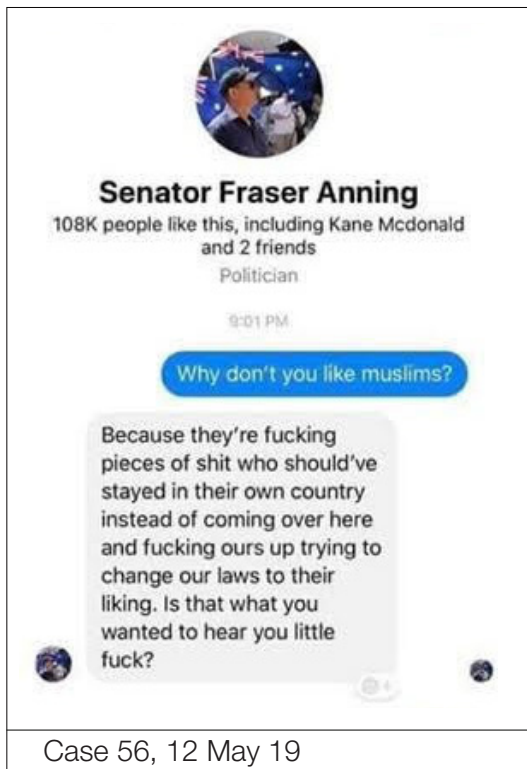 Senator Fraser Anning
108K people like this, including Kane Mcdonald
and 2 friends
Politician
9:01 PM
Why don't you like muslims?
Because they're fucking
pieces of shit who should've
stayed in their own country
instead of coming over here
and fucking ours up trying to
change our laws to their
liking. Is that what you
wanted to hear you little
fuck?
Case 56, 12 May 19